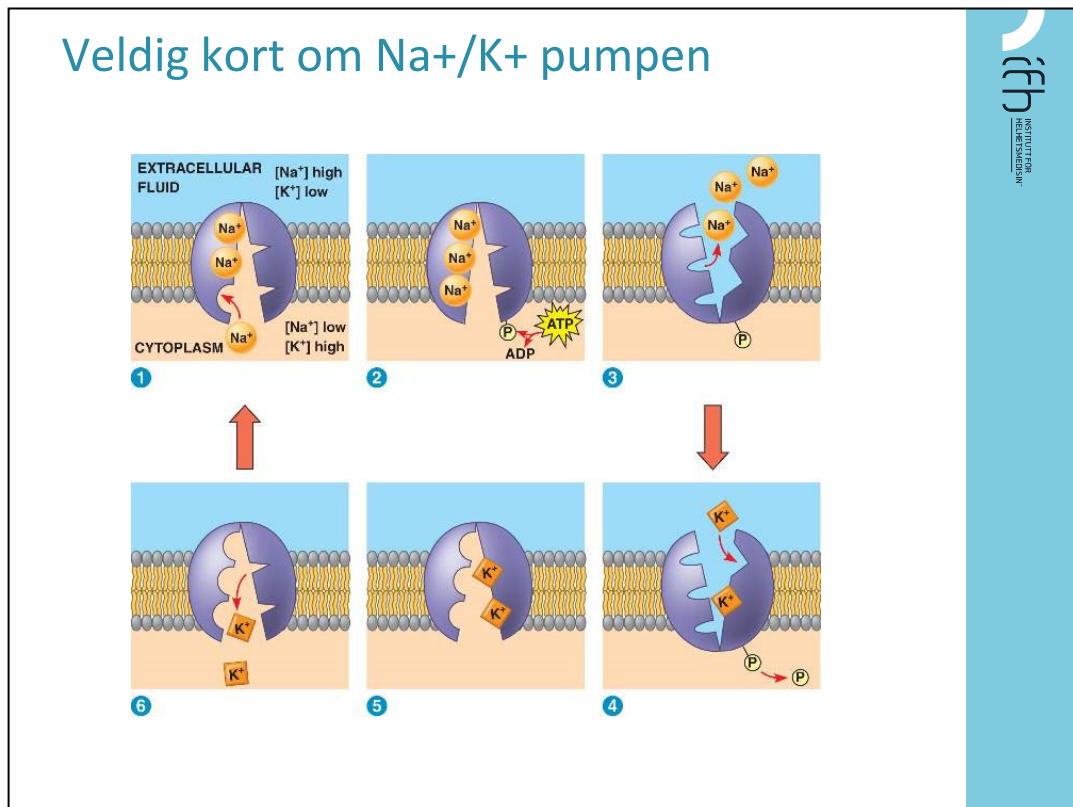 Veldig kort om Na+/K+ pumpen
ifh
INSTITUTT FOR
HELHETSMEDISIN
EXTRACELLULAR
FLUID
[Na+] high
[K+] low
Na+
Na+
Na+
[Na+] low
[K+] high
CYTOPLASM
1
Na+
Na+
Na+
P
ATP
ADP
2
Na+
Na+
Na+
P
3
K+
K+
6
K+
K+
5
K+
K+
P
P
4